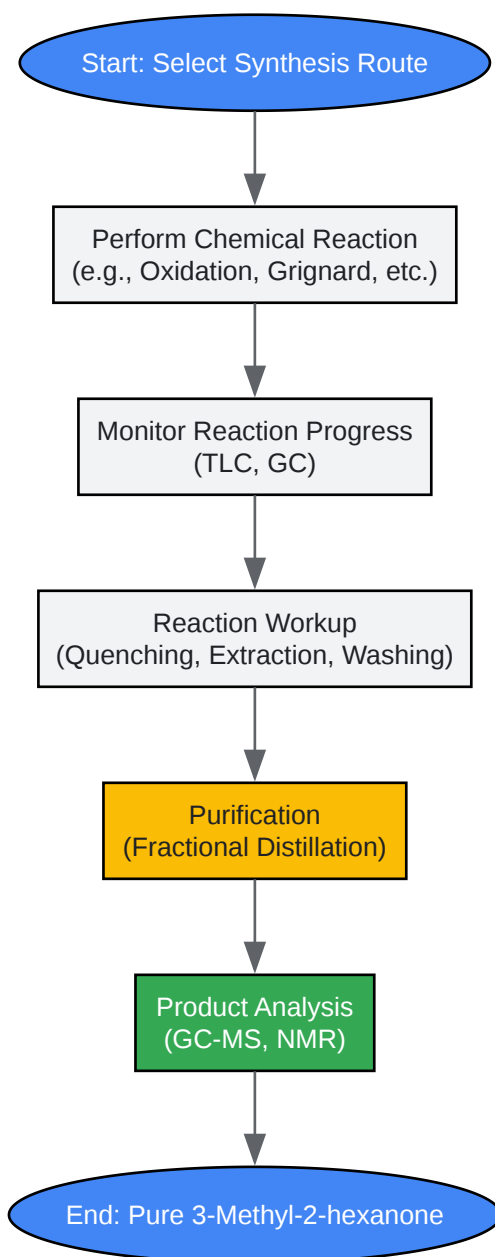 Start: Select Synthesis Route
Perform Chemical Reaction
(e.g., Oxidation, Grignard, etc.)
Monitor Reaction Progress
(TLC, GC)
Reaction Workup
(Quenching, Extraction, Washing)
Purification
(Fractional Distillation)
Product Analysis
(GC-MS, NMR)
End: Pure 3-Methyl-2-hexanone